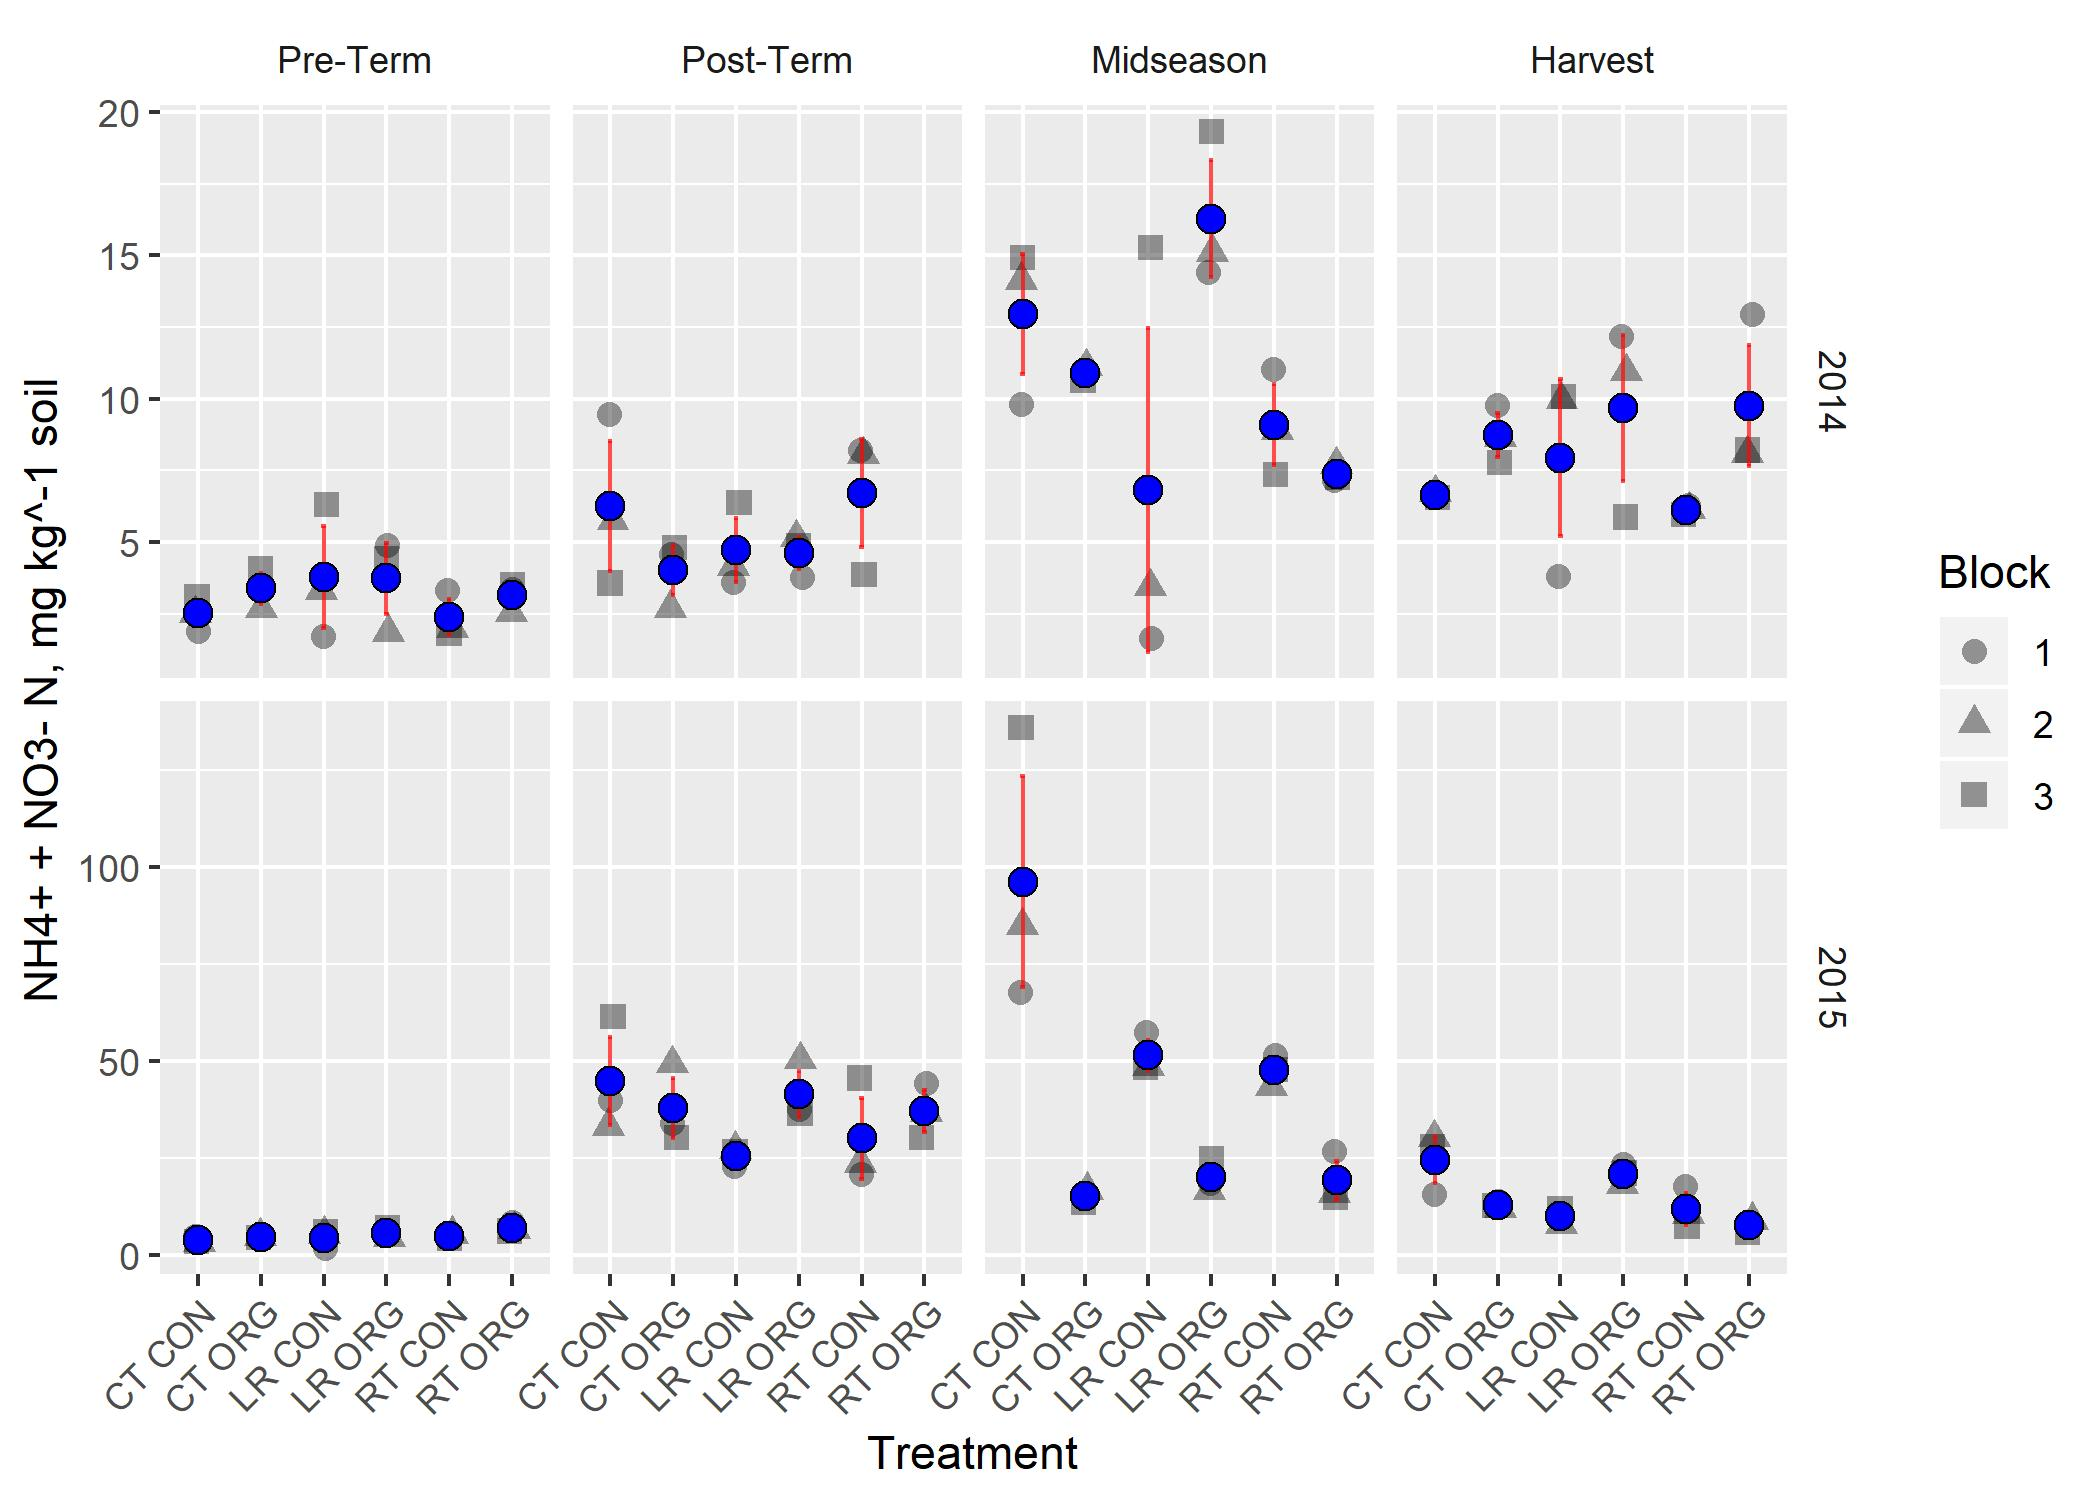 Pre-Term Post-Term Midseason Harvest
20
15
10
5
2014
100
50
0
2015
NH4+ + NO3- N, mg kg^-1 soil
CT CON CT ORG LR CON LR ORG RT CON RT ORG CT CON CT ORG LR CON LR ORG RT CON RT ORG CT CON CT ORG LR CON LR ORG RT CON RT ORG CT CON CT ORG LR CON LR ORG RT CON RT ORG
Treatment
Block
1
2
3